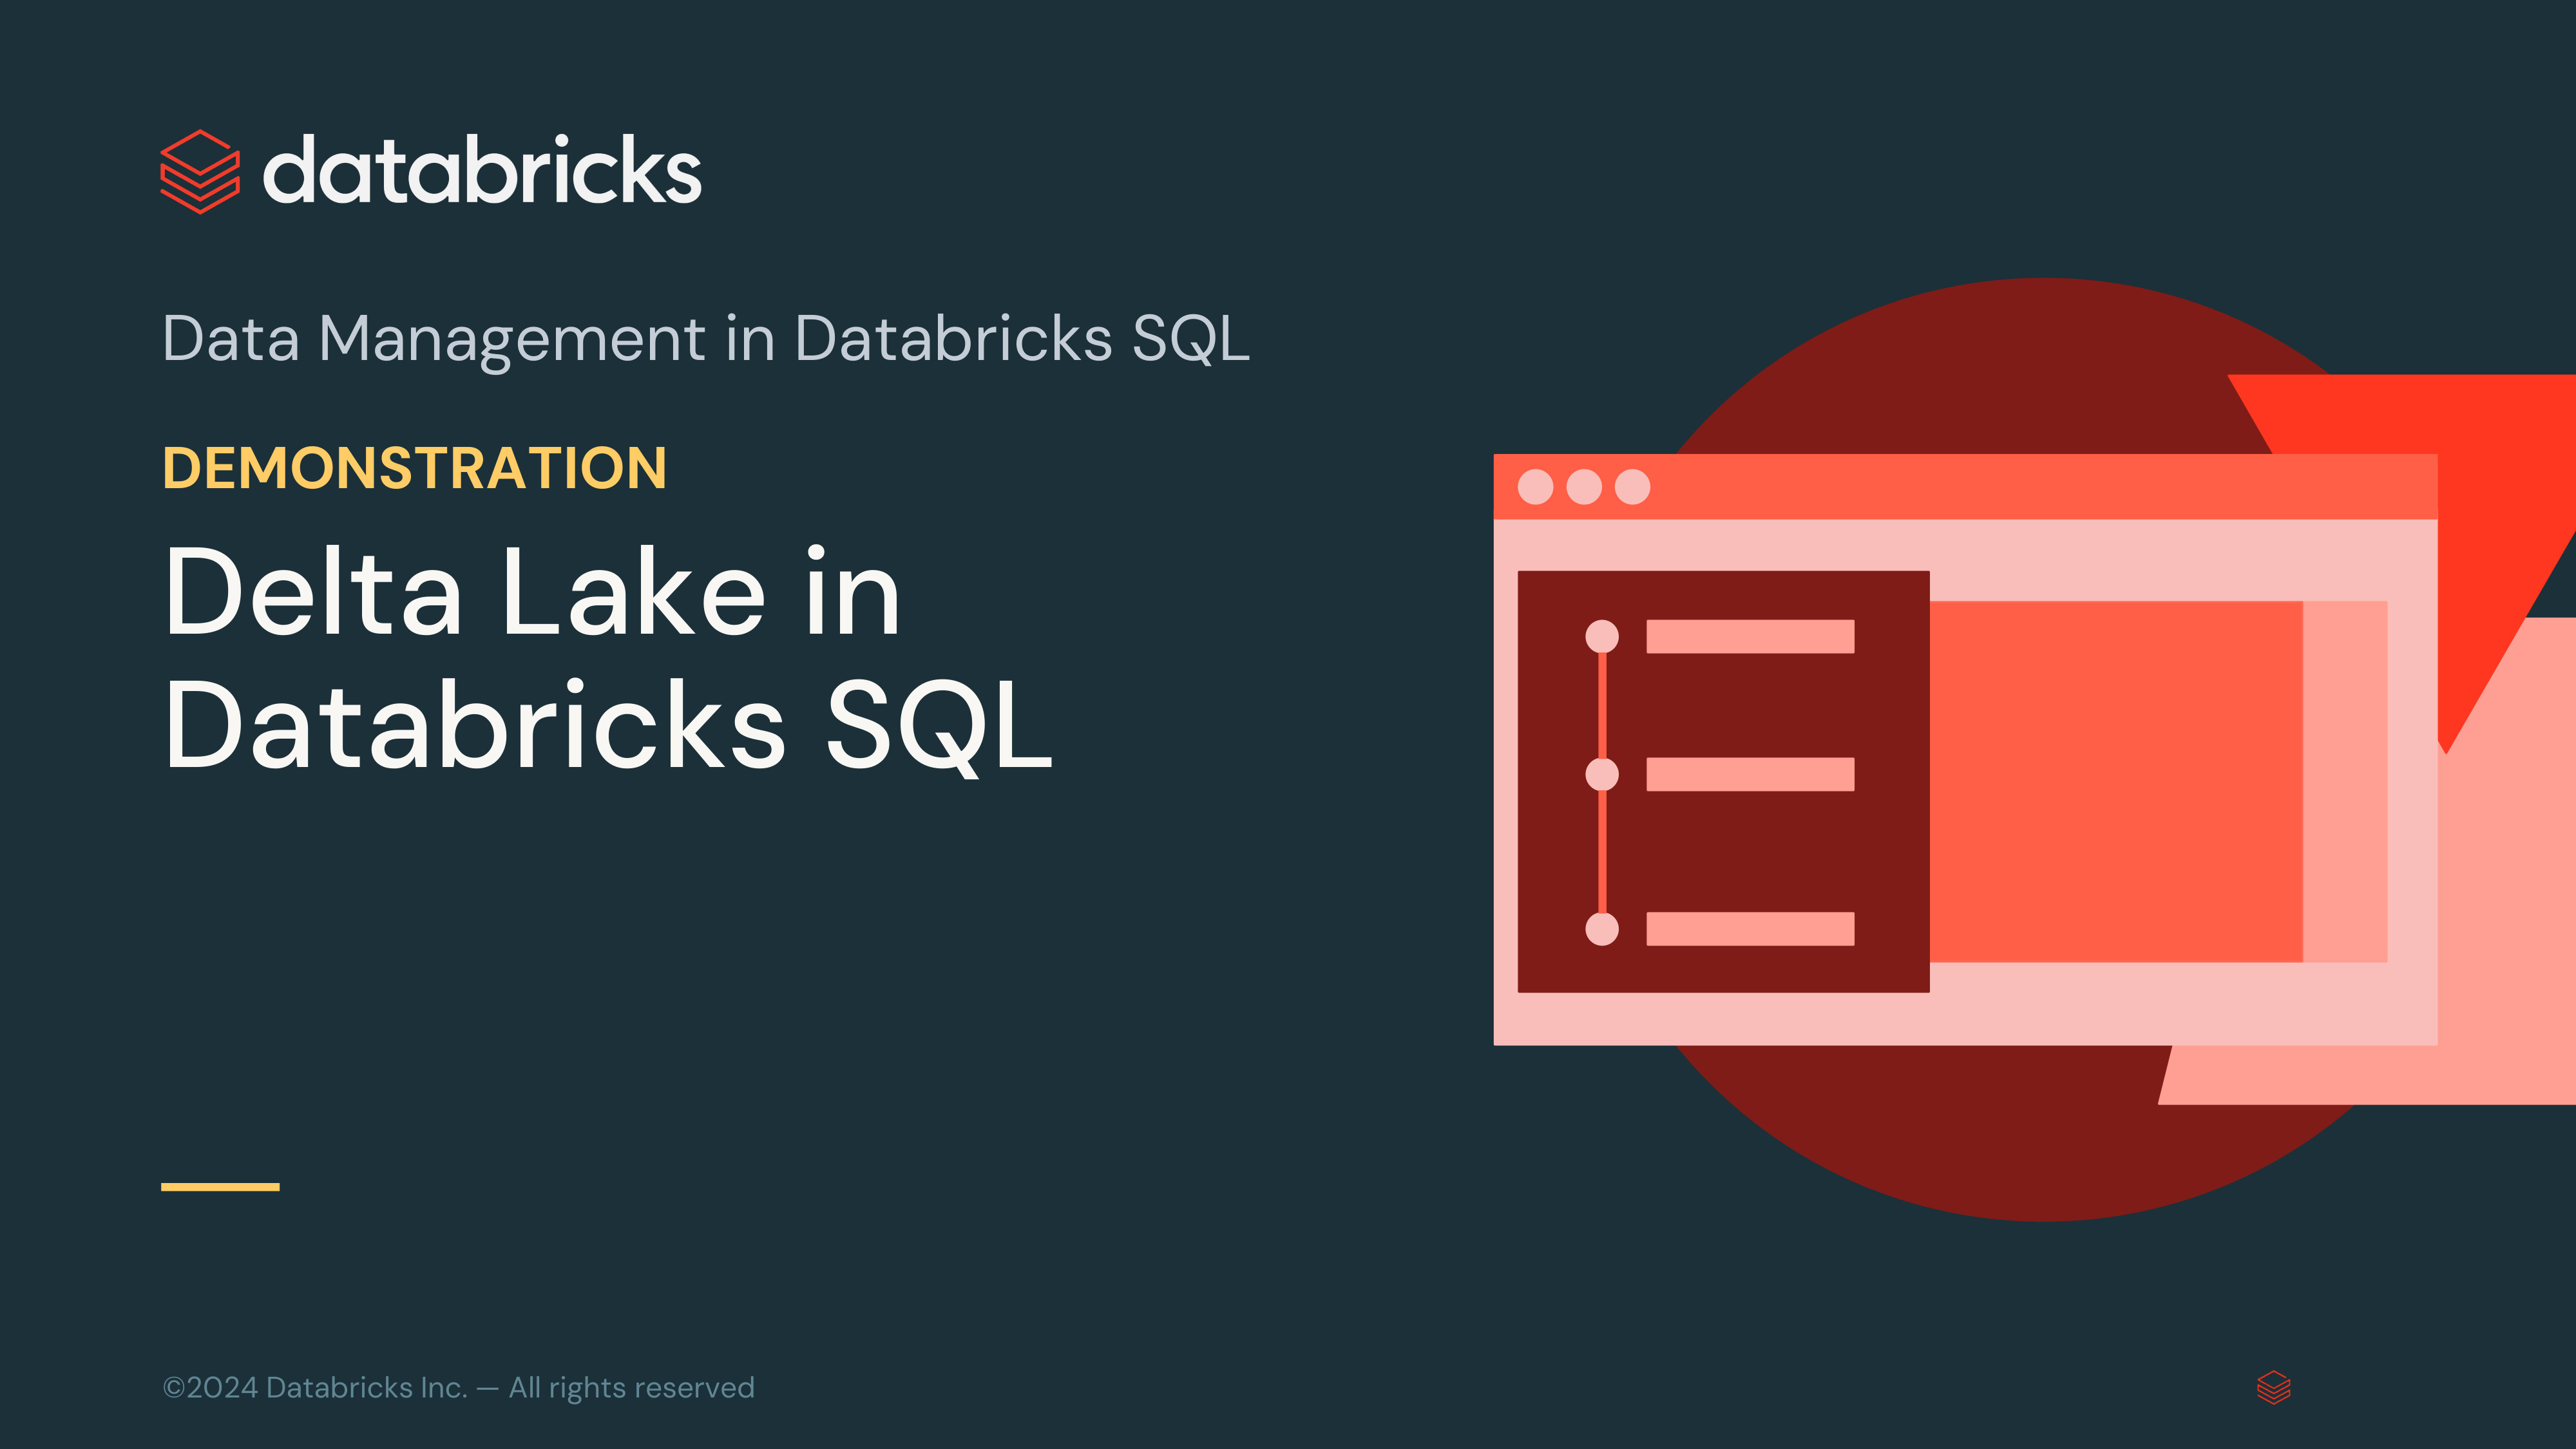 databricks
Data Management in Databricks SQL
DEMONSTRATION
Delta Lake in
Databricks SQL
©2024 Databricks Inc. — All rights reserved